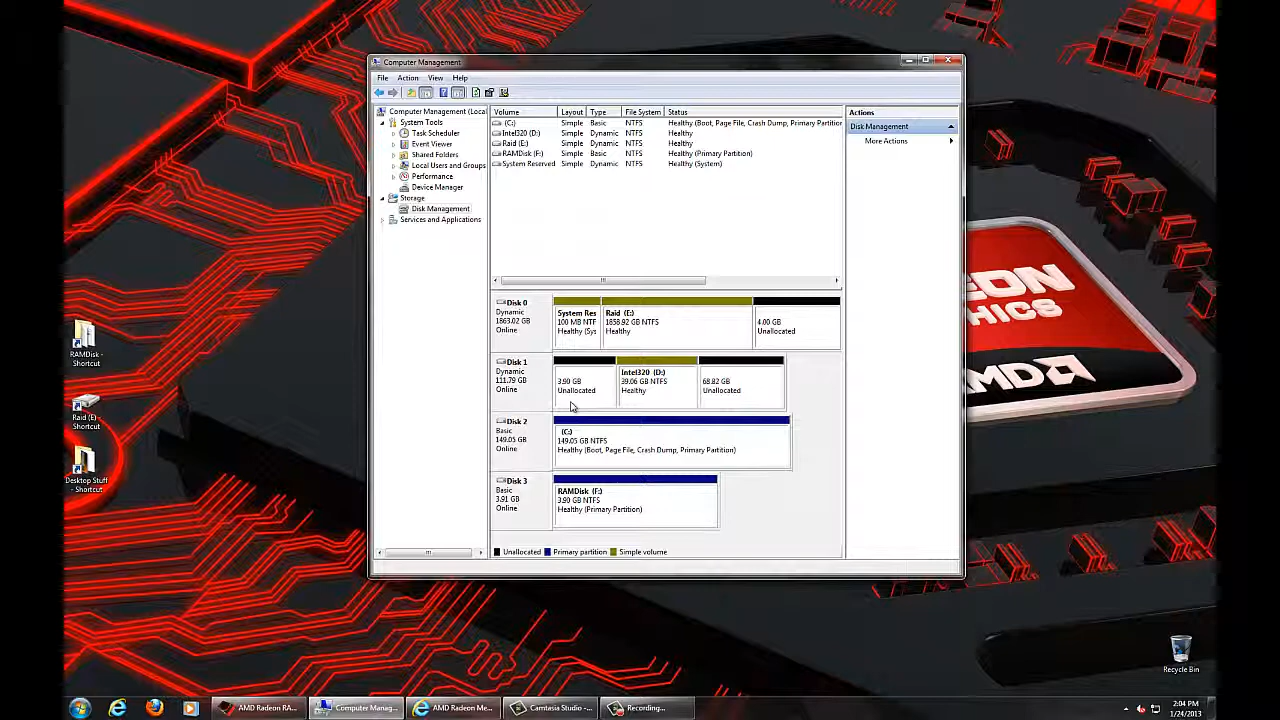 Computer Management
File Action View Help
Computer Management (Local
System Tools
Task Scheduler
Event Viewer
Shared Folders
Local Users and Groups
Performance
Device Manager
Storage
Disk Management
Services and Applications
Volume Layout Type File System Status
(C:) Simple Basic NTFS Healthy (Boot, Page File, Crash Dump, Primary Partition
Intel320 (D:) Simple Dynamic NTFS Healthy
Raid (E:) Simple Dynamic NTFS Healthy
RAMDisk (F:) Simple Basic NTFS Healthy (Primary Partition)
System Reserved Simple Dynamic NTFS Healthy (System)
Actions
Disk Management
More Actions
Disk 0
Dynamic
1863.02 GB
Online
System Res
100 MB NTF
Healthy (Sys
Raid (E:)
1858.92 GB NTFS
Healthy
4.00 GB
Unallocated
Disk 1
Dynamic
111.79 GB
Online
3.90 GB
Unallocated
Intel320 (D:)
39.06 GB NTFS
Healthy
68.82 GB
Unallocated
Disk 2
Basic
149.05 GB
Online
(C:)
149.05 GB NTFS
Healthy (Boot, Page File, Crash Dump, Primary Partition)
Disk 3
Basic
3.91 GB
Online
RAMDisk (F:)
3.90 GB NTFS
Healthy (Primary Partition)
Unallocated Primary partition Simple volume
RAMDisk -
Shortcut
Raid (E) -
Shortcut
Desktop Stuff
- Shortcut
EON
HICS
AMD
Recycle Bin
AMD Radeon RA...
Computer Manag...
AMD Radeon Me...
Camtasia Studio -...
Recording...
2:04 PM
1/24/2013